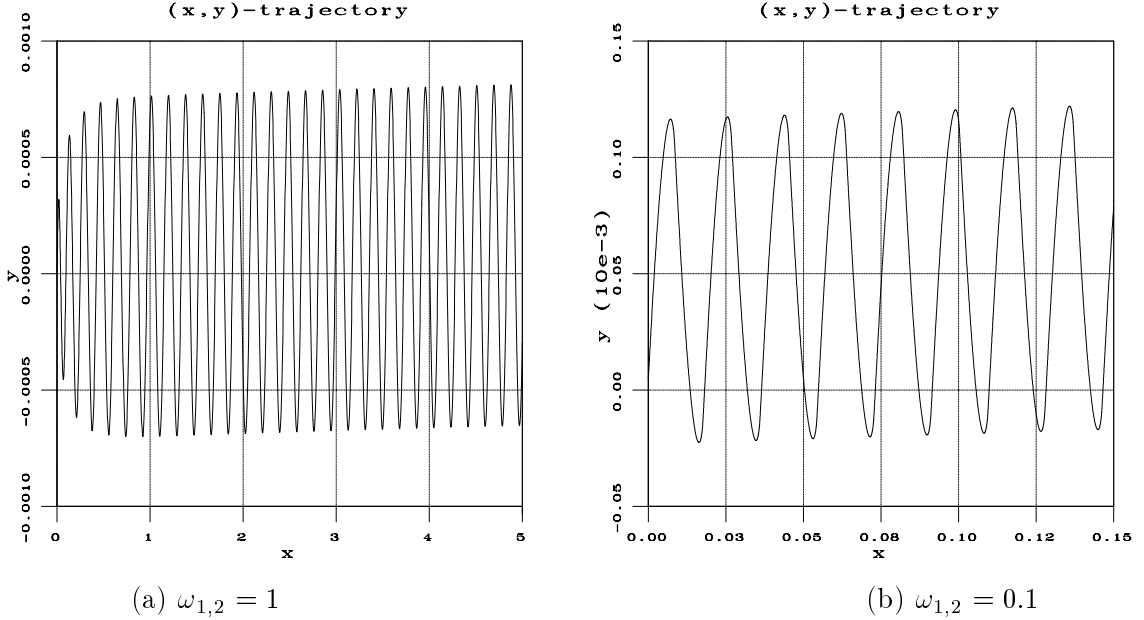 (x,y)-trajectory
0.0010
0.0005
0.000
-0.0005
-0.0010
y
0 1 2 3 4 5
x
(a) ω1,2 = 1
(x,y)-trajectory
0.15
0.10
0.05
0.00
-0.05
y (10e-3)
0.00 0.03 0.05 0.08 0.10 0.12 0.15
x
(b) ω1,2 = 0.1